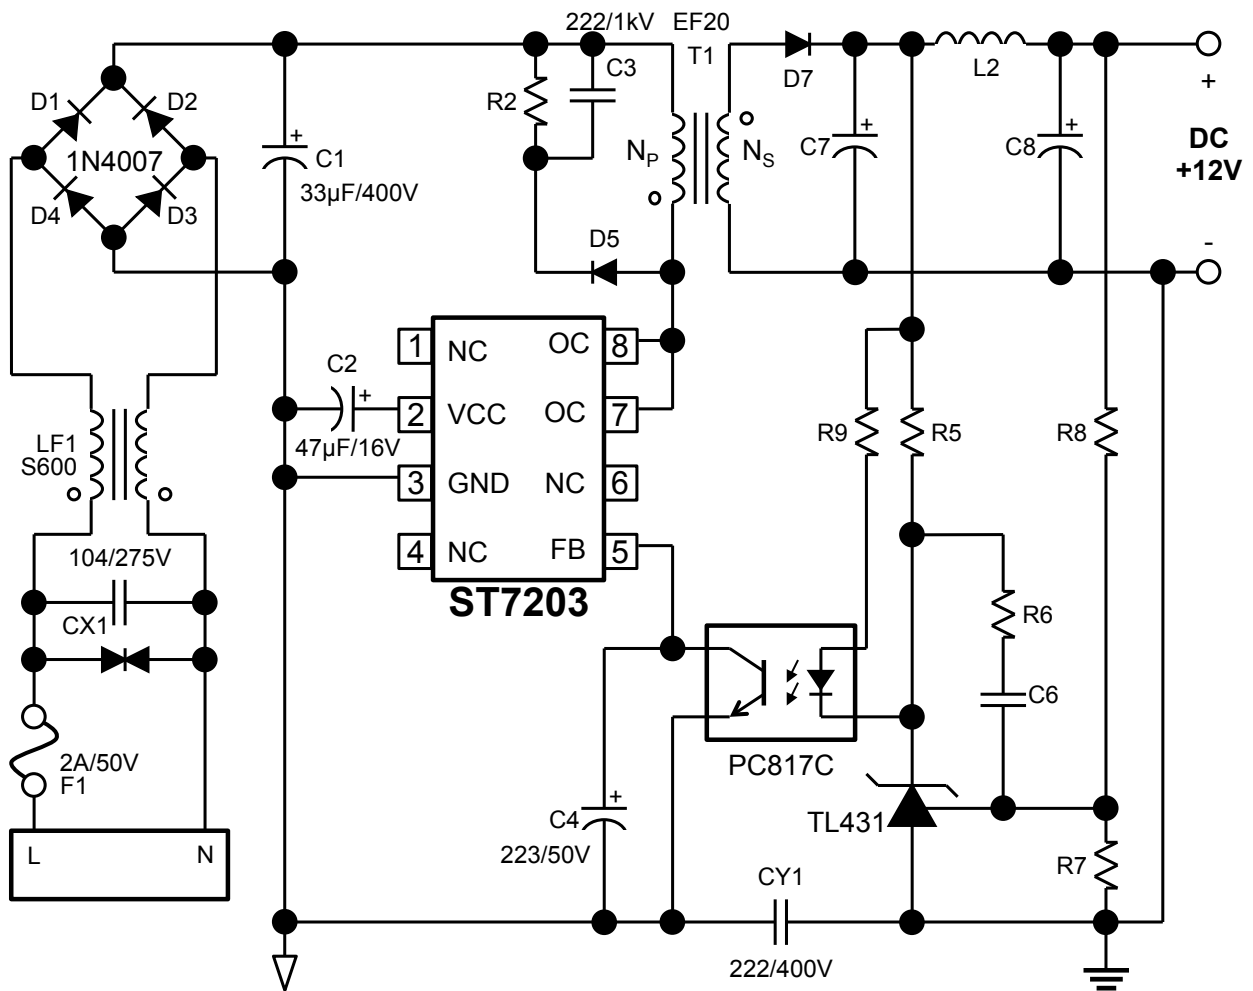 222/1kV EF20
C3 T1
D7
L2
+
D1 D2
R2
+
C1
33µF/400V
1N4007
D4 D3
NP NS
+
C7
+
C8
DC
+12V
-
D5
1 NC OC 8
C2
+
2 VCC OC 7
47µF/16V
3 GND NC 6
4 NC FB 5
ST7203
LF1
S600
R9 R5 R8
104/275V
CX1
R6
C6
2A/50V
F1
PC817C
+
C4
223/50V
TL431
L N
R7
CY1
222/400V